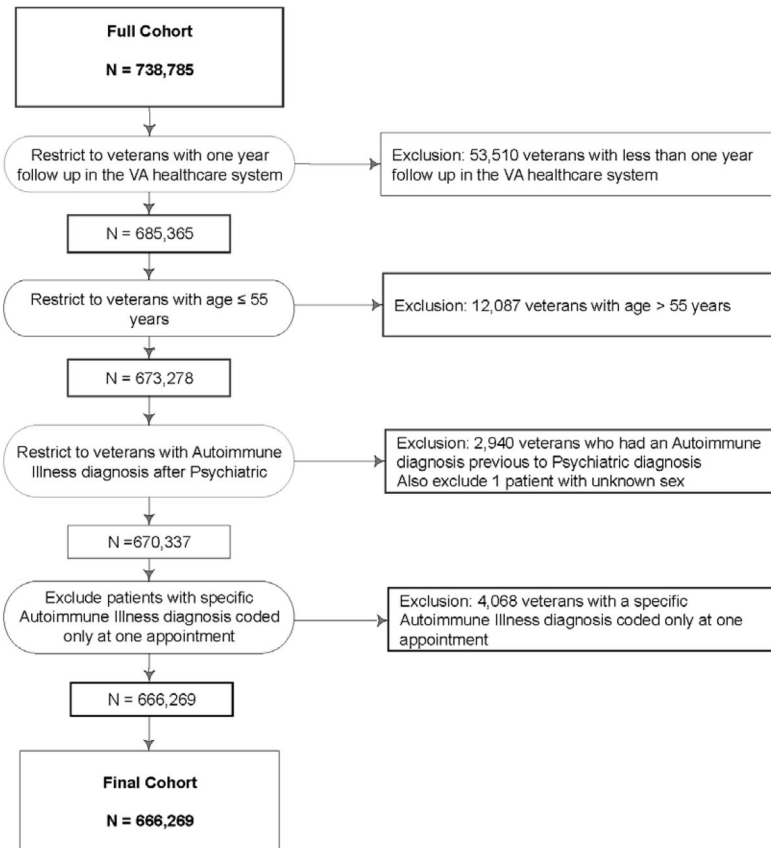 Full Cohort
N = 738,785
Restrict to veterans with one year
follow up in the VA healthcare system
Exclusion: 53,510 veterans with less than one year
follow up in the VA healthcare system
N = 685,365
Restrict to veterans with age ≤ 55
years
Exclusion: 12,087 veterans with age > 55 years
N = 673,278
Restrict to veterans with Autoimmune
Illness diagnosis after Psychiatric
Exclusion: 2,940 veterans who had an Autoimmune
diagnosis previous to Psychiatric diagnosis
Also exclude 1 patient with unknown sex
N =670,337
Exclude patients with specific
Autoimmune Illness diagnosis coded
only at one appointment
Exclusion: 4,068 veterans with a specific
Autoimmune Illness diagnosis coded only at one
appointment
N = 666,269
Final Cohort
N = 666,269